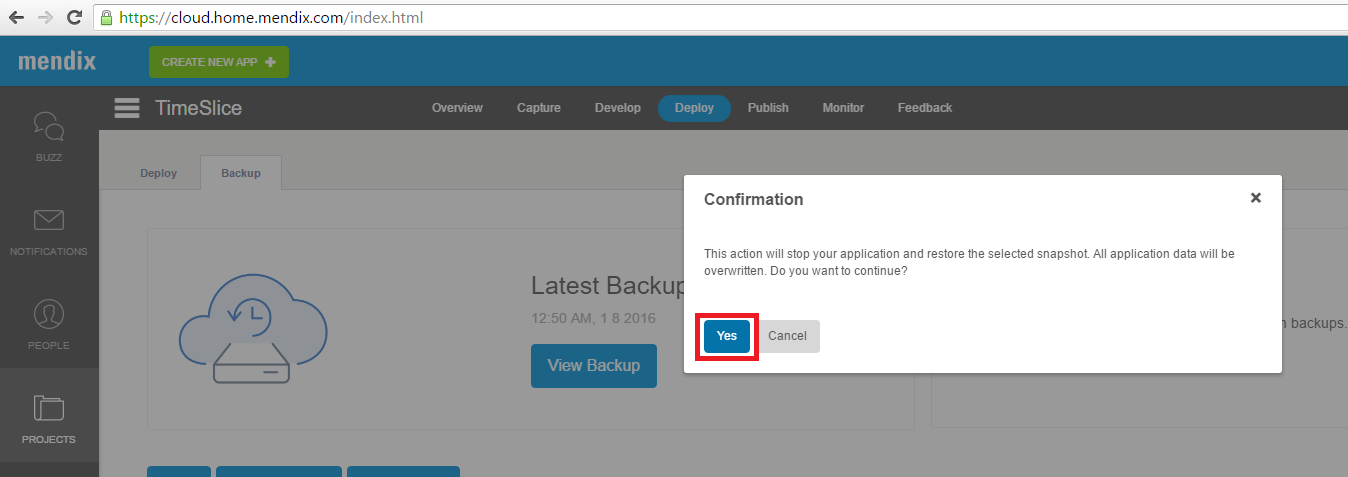 https://cloud.home.mendix.com/index.html
mendix
CREATE NEW APP
TimeSlice
Overview
Capture
Develop
Deploy
Publish
Monitor
Feedback
BUZZ
NOTIFICATIONS
PEOPLE
PROJECTS
Deploy
Backup
Latest Backup
12:50 AM, 1 8 2016
View Backup
Confirmation
This action will stop your application and restore the selected snapshot. All application data will be
overwritten. Do you want to continue?
Yes
Cancel
backups.